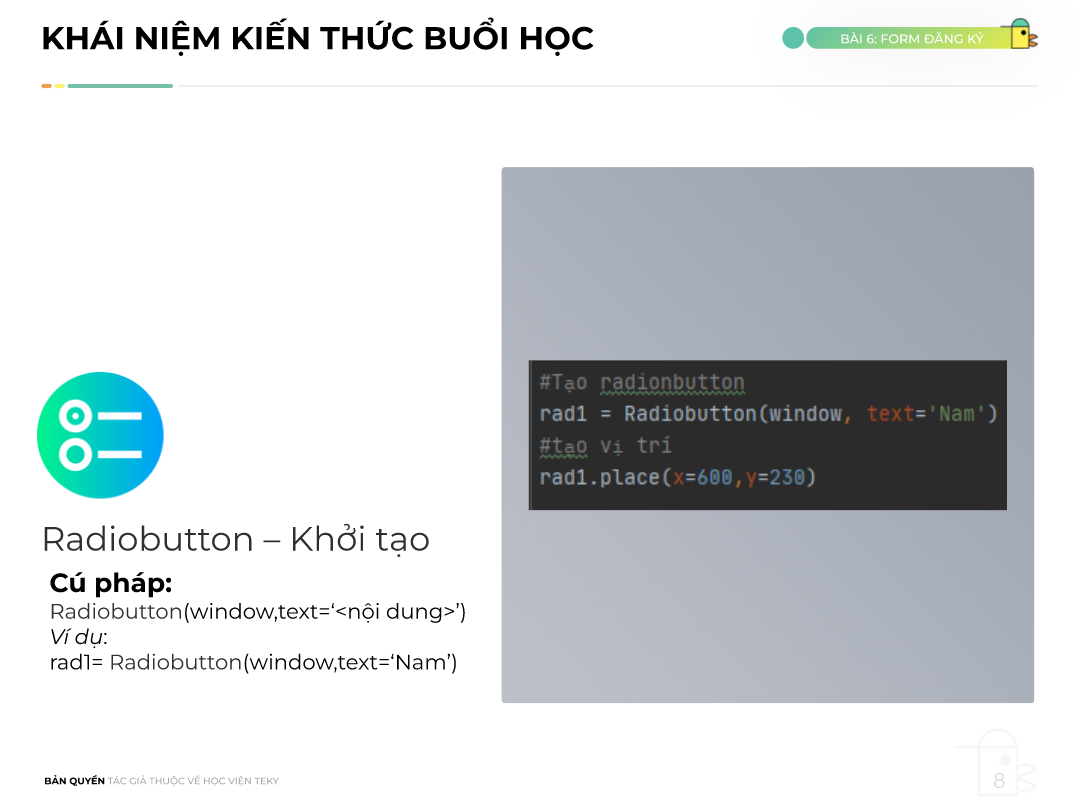 KHÁI NIỆM KIẾN THỨC BUỔI HỌC
BÀI 6: FORM ĐĂNG KÝ
#Tạo radionbutton
rad1 = Radiobutton(window, text='Nam')
#tạo vị trí
rad1.place(x=600,y=230)
Radiobutton – Khởi tạo
Cú pháp:
Radiobutton(window,text=‘<nội dung>’)
Ví dụ:
rad1= Radiobutton(window,text=‘Nam’)
BẢN QUYỀN TÁC GIẢ THUỘC VỀ HỌC VIỆN TEKY
8